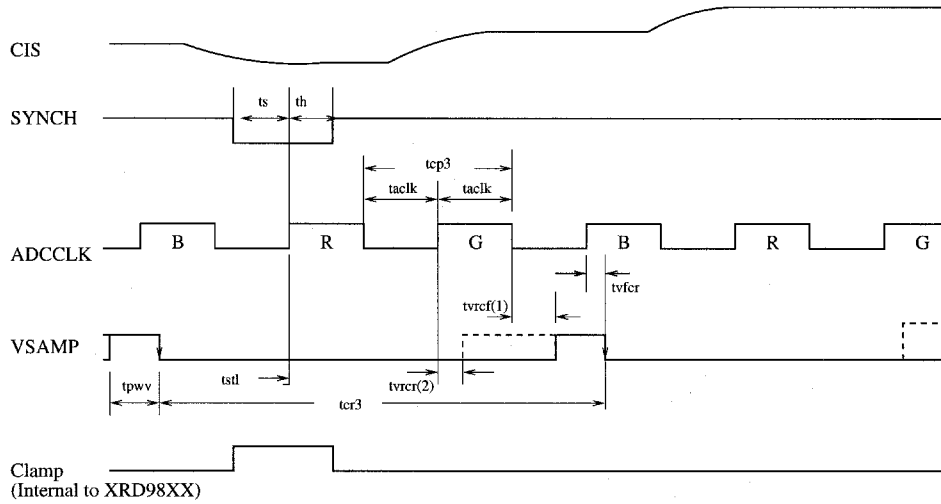 CIS
ts th
SYNCH
tcp3
taclk taclk
B R G B R G
ADCCLK
tvfcr
tvrcf(1)
VSAMP
tpwv tstl tvrcr(2)
tcr3
Clamp
(Internal to XRD98XX)